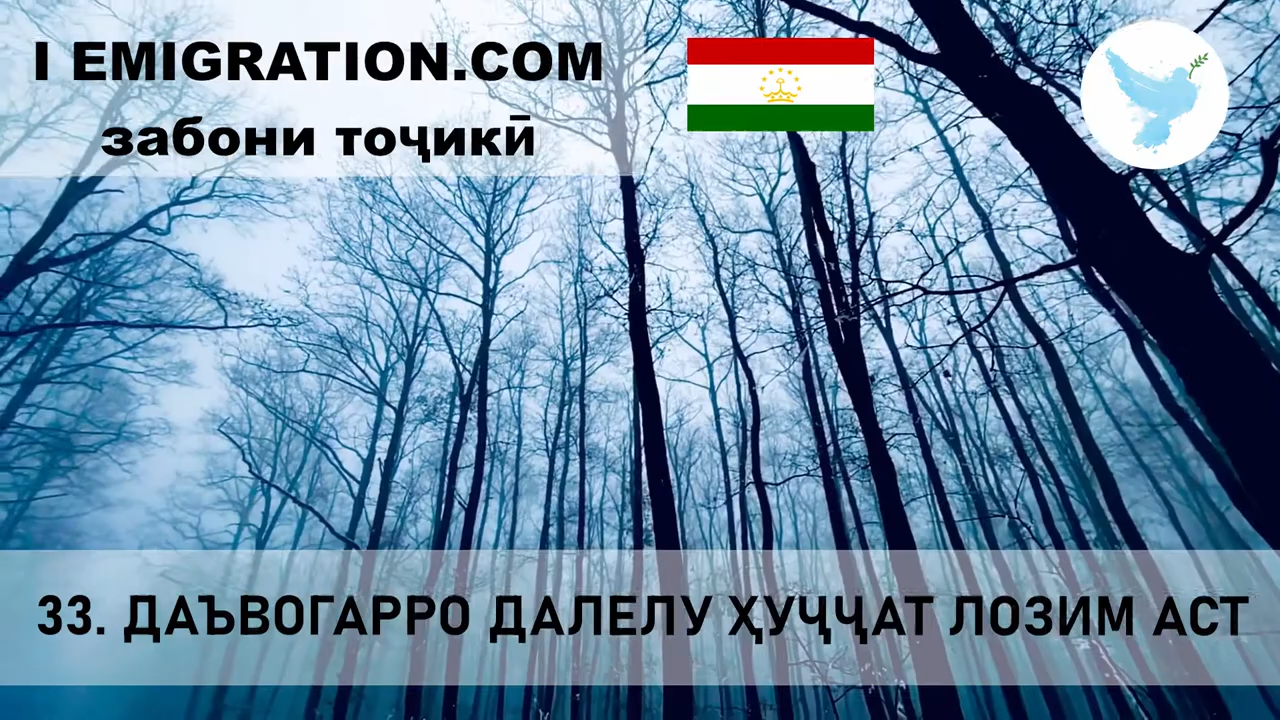 I EMIGRATION.COM
забони тоҷикӣ
33. ДАЪВОГАРРО ДАЛЕЛУ ҲУҶҶАТ ЛОЗИМ АСТ